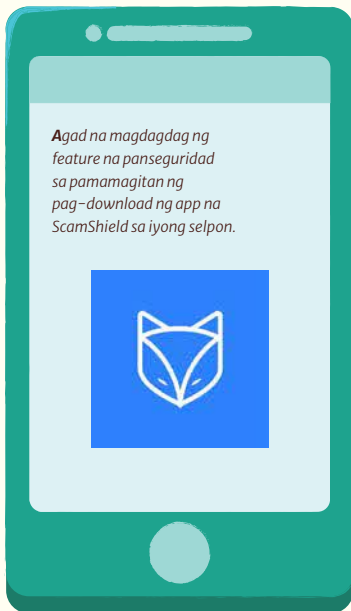 Agad na magdagdag ng
feature na panseguridad
sa pamamagitan ng
pag-download ng app na
ScamShield sa iyong selpon.